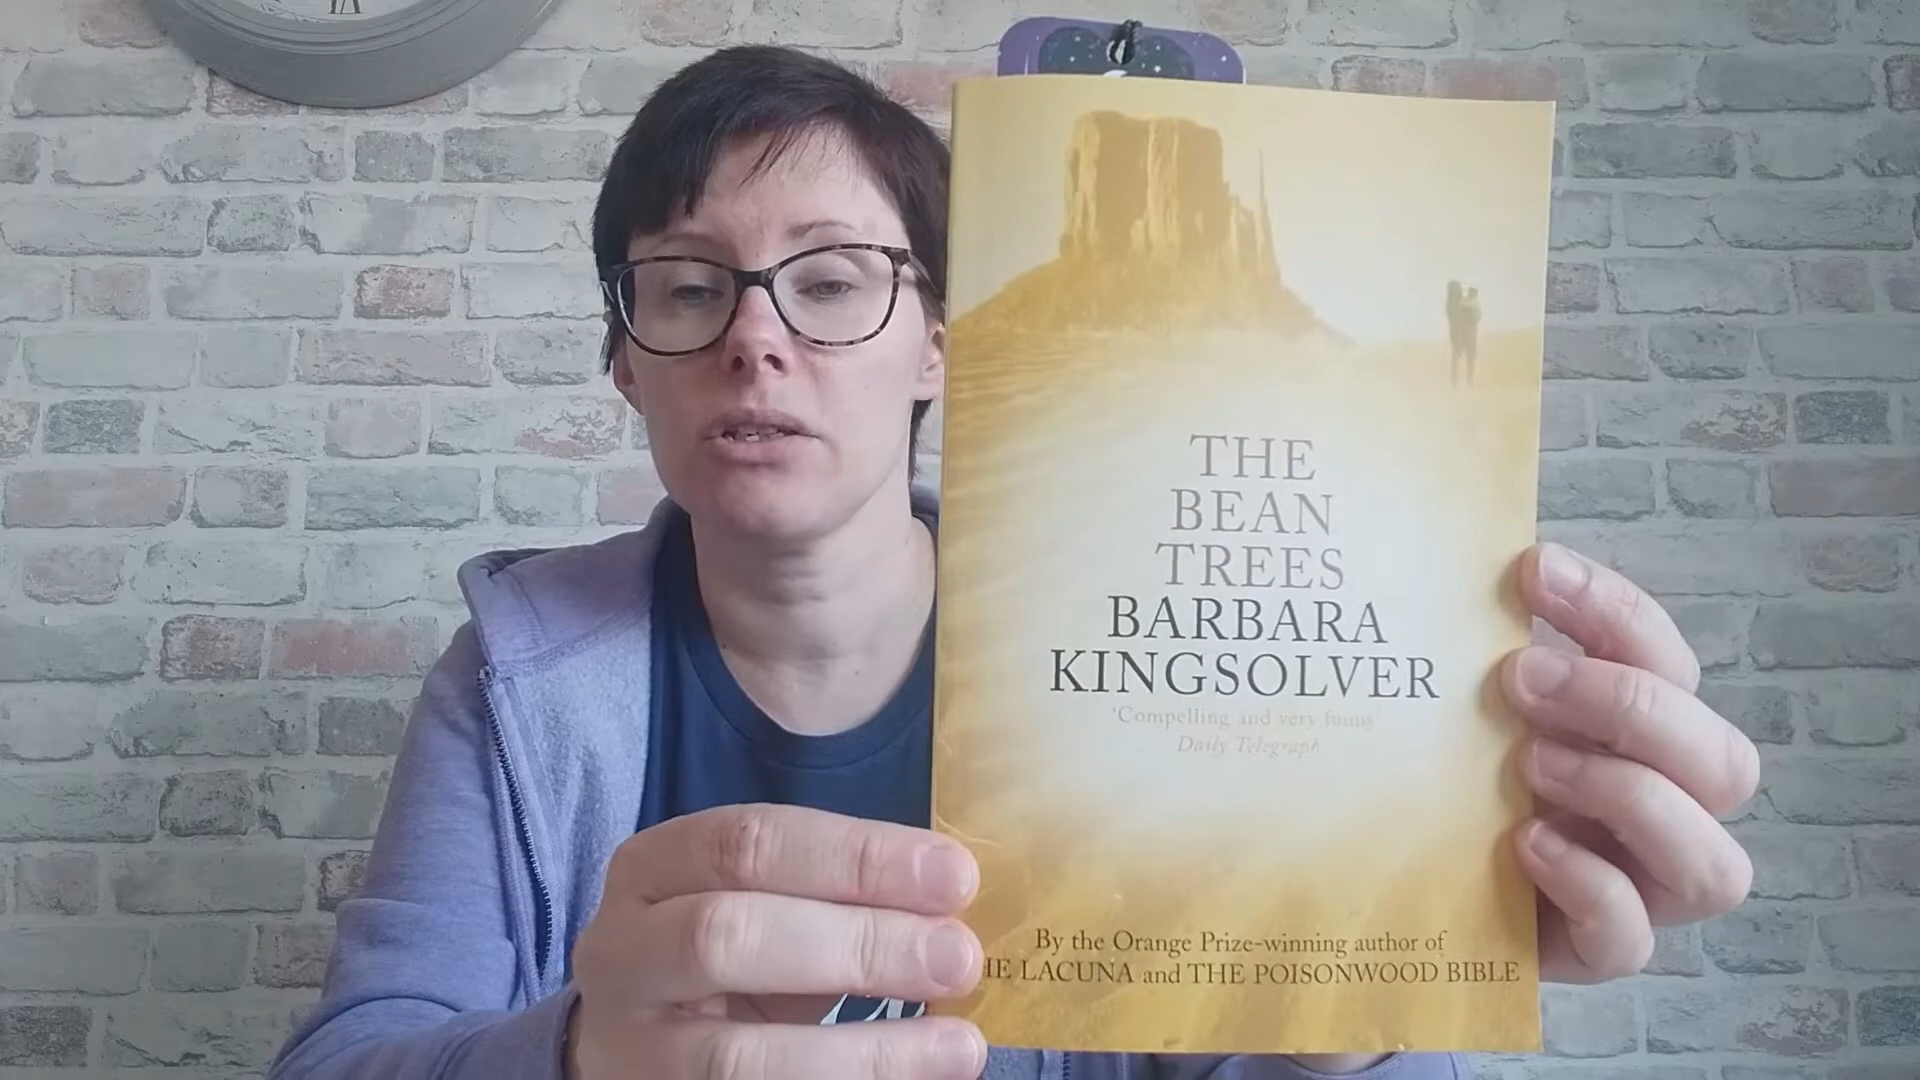 VI
THE
BEAN
TREES
BARBARA
KINGSOLVER
'Compelling and very funny'
Daily Telegraph
By the Orange Prize-winning author of
HE LACUNA and THE POISONWOOD BIBLE